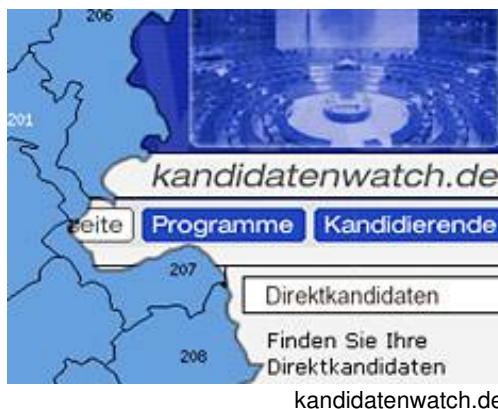 206
201
kandidatenwatch.de
eite Programme Kandidierende
207
Direktkandidaten
208
Finden Sie Ihre
Direktkandidaten
kandidatenwatch.de